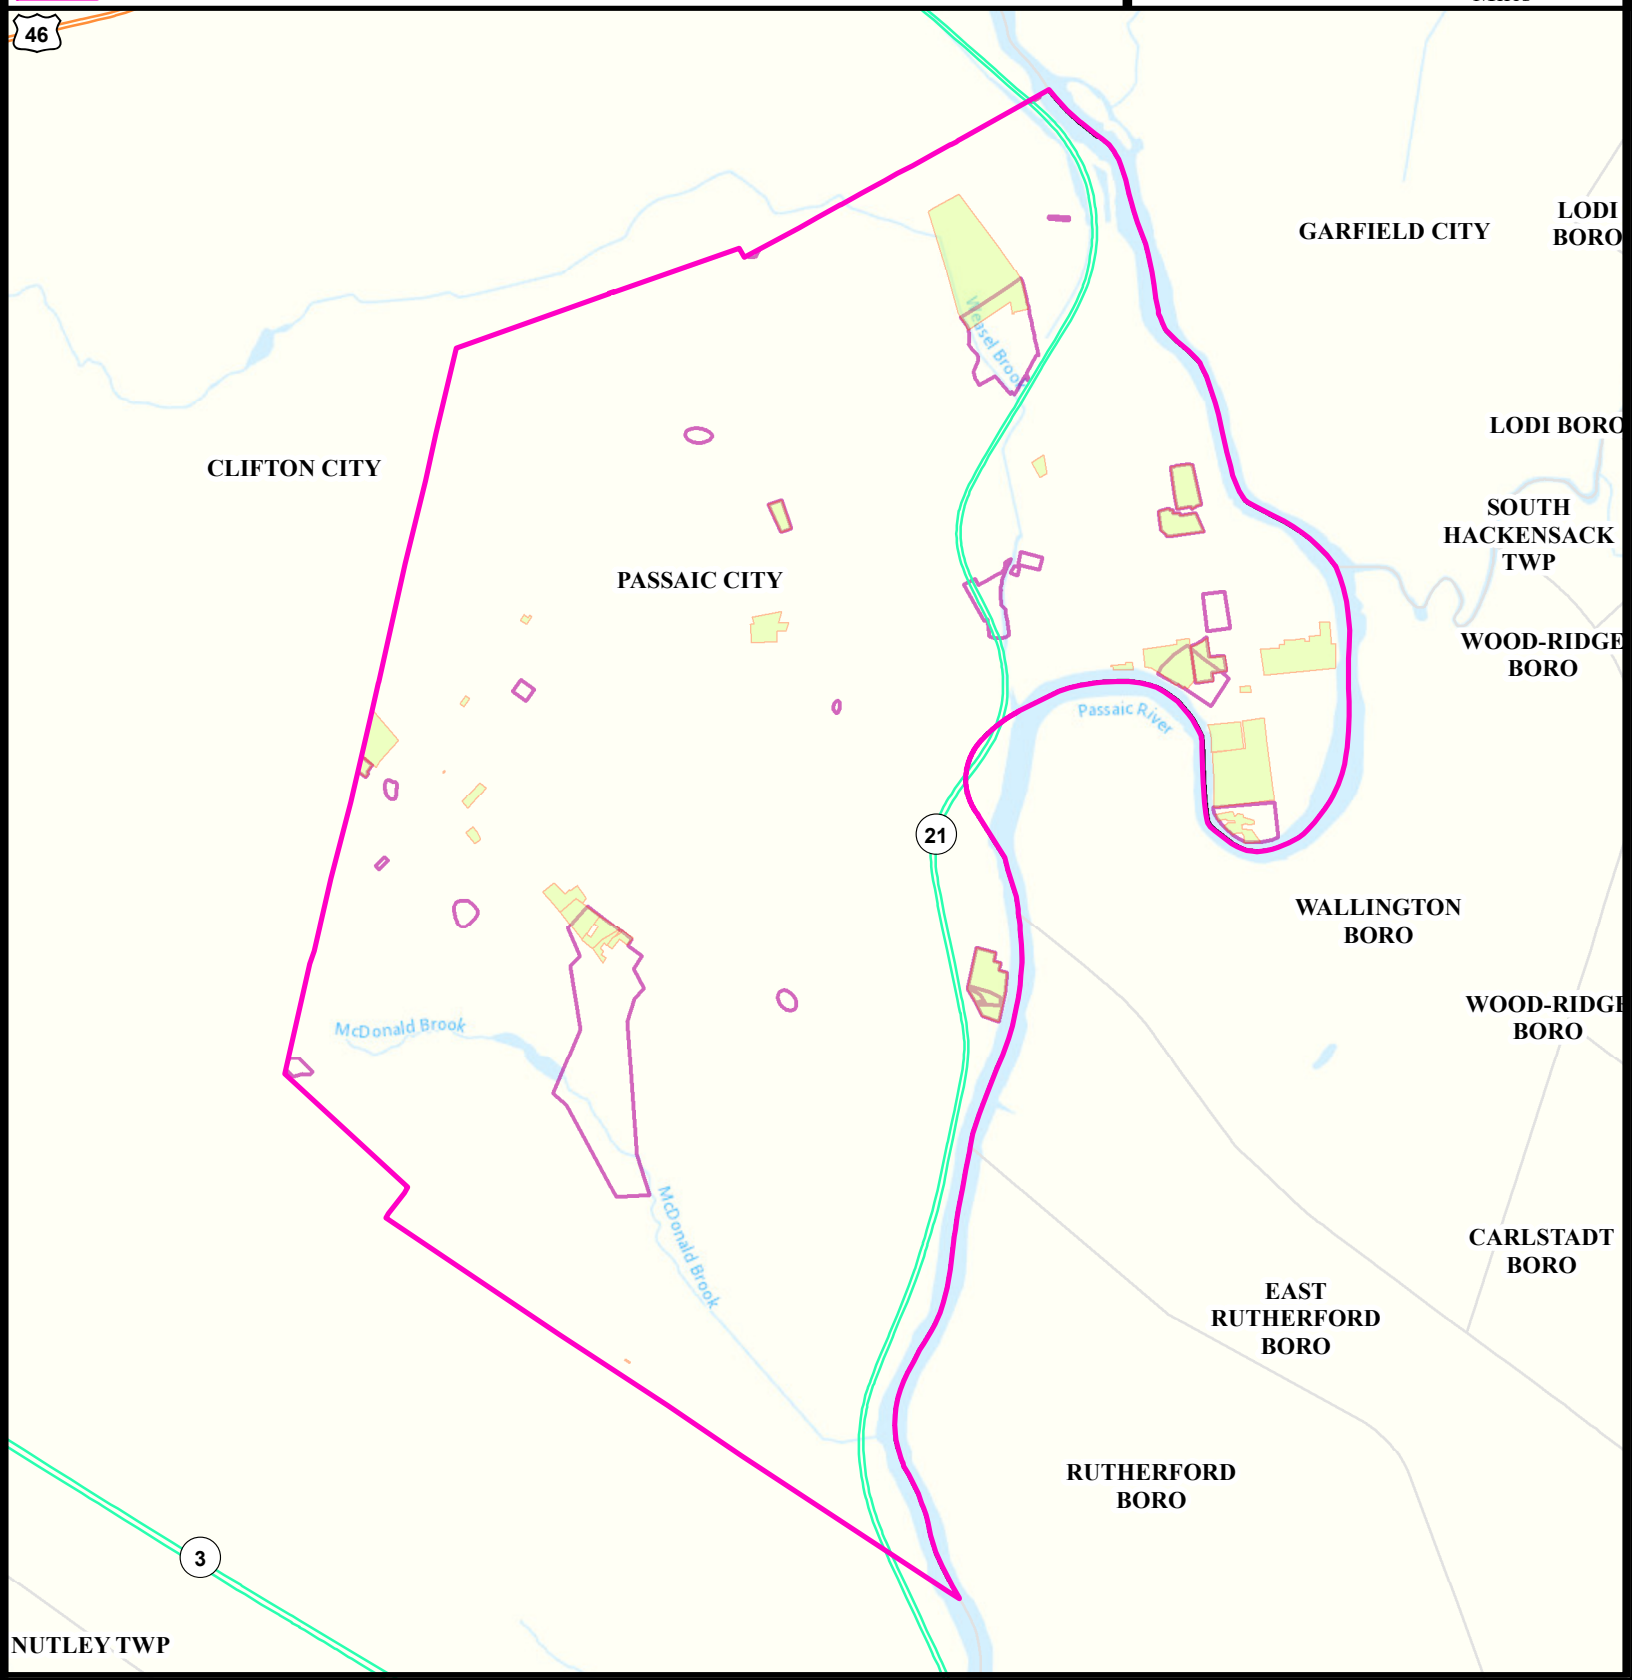 46
GARFIELD CITY
LODI
BORO
Weasel Brook
LODI BORO
CLIFTON CITY
SOUTH
HACKENSACK
TWP
PASSAIC CITY
WOOD-RIDGE
BORO
Passaic River
21
WALLINGTON
BORO
WOOD-RIDGE
BORO
McDonald Brook
McDonald Brook
CARLSTADT
BORO
EAST
RUTHERFORD
BORO
RUTHERFORD
BORO
3
NUTLEY TWP